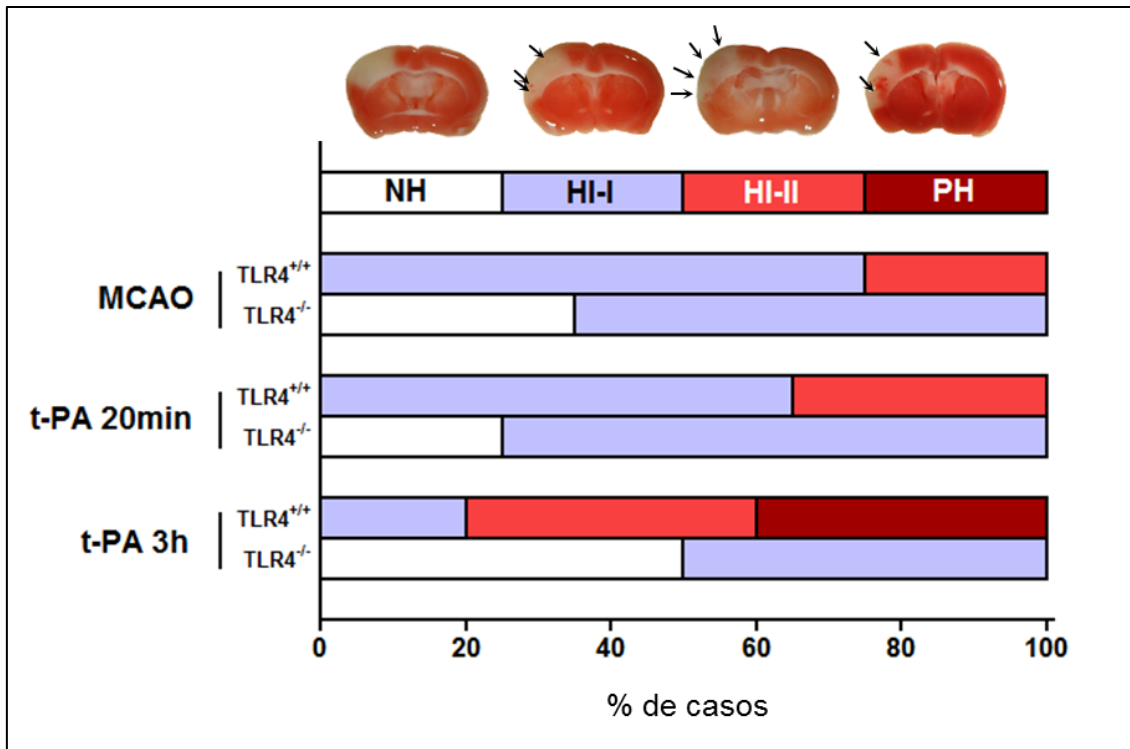 NH HI-I HI-II PH
MCAO
TLR4+/+
TLR4-/-
t-PA 20min
TLR4+/+
TLR4-/-
t-PA 3h
TLR4+/+
TLR4-/-
0 20 40 60 80 100
% de casos